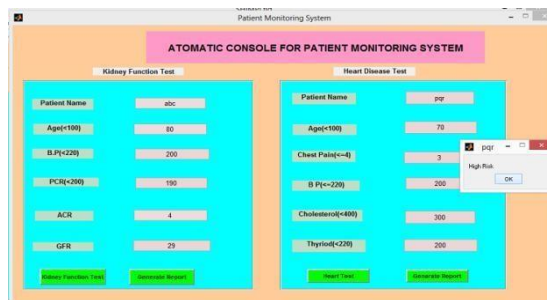 Patient Monitoring System
ATOMATIC CONSOLE FOR PATIENT MONITORING SYSTEM
Kidney Function Test
Patient Name abc
Age(<100) 80
B.P(<220) 200
PCR(<200) 190
ACR 4
GFR 29
Kidney Function Test Generate Report
Heart Disease Test
Patient Name pqr
Age(<100) 70
Chest Pain(<=4) 3
B P(<=220) 200
Cholesterol(<400) 300
Thyriod(<220) 200
Heart Test Generate Report
pqr
High Risk
OK